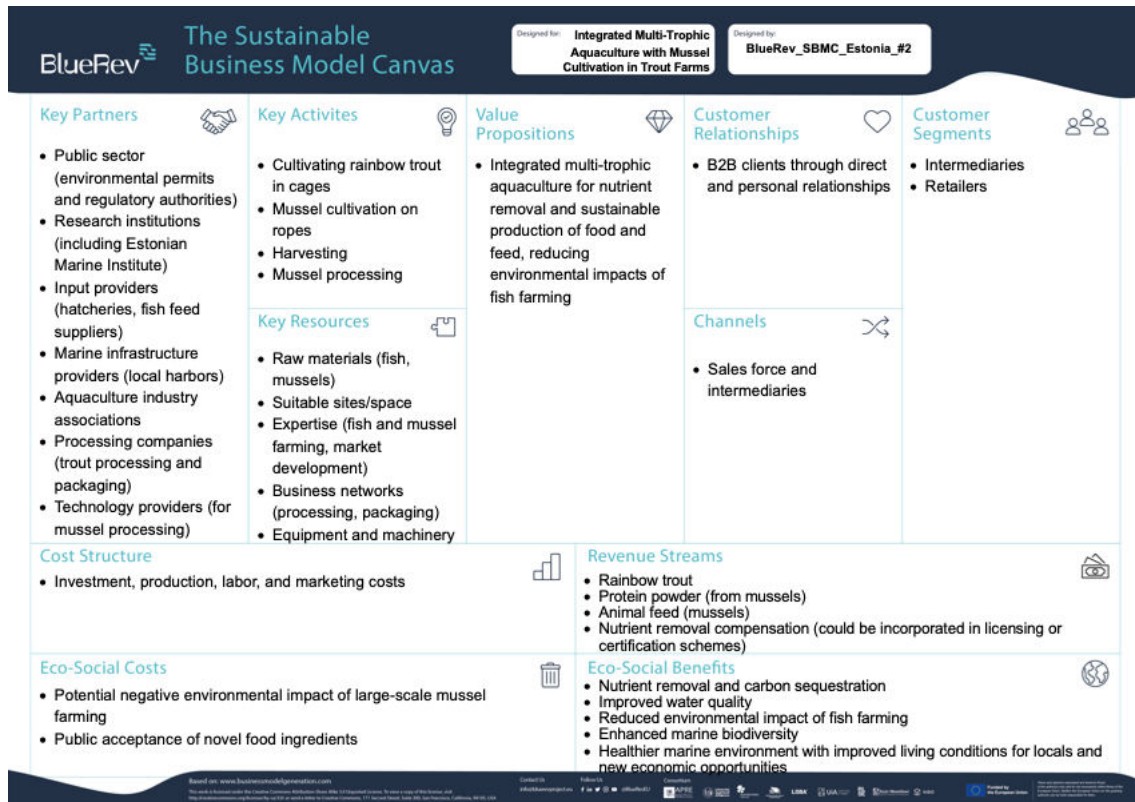 BlueRev
The Sustainable
Business Model Canvas
Designed for:
Integrated Multi-Trophic
Aquaculture with Mussel
Cultivation in Trout Farms
Designed by:
BlueRev_SBMC_Estonia_#2
Key Partners
• Public sector
(environmental permits
and regulatory authorities)
• Research institutions
(including Estonian
Marine Institute)
• Input providers
(hatcheries, fish feed
suppliers)
• Marine infrastructure
providers (local harbors)
• Aquaculture industry
associations
• Processing companies
(trout processing and
packaging)
• Technology providers (for
mussel processing)
Key Activites
• Cultivating rainbow trout
in cages
• Mussel cultivation on
ropes
• Harvesting
• Mussel processing
Key Resources
• Raw materials (fish,
mussels)
• Suitable sites/space
• Expertise (fish and mussel
farming, market
development)
• Business networks
(processing, packaging)
• Equipment and machinery
Value
Propositions
• Integrated multi-trophic
aquaculture for nutrient
removal and sustainable
production of food and
feed, reducing
environmental impacts of
fish farming
Customer
Relationships
• B2B clients through direct
and personal relationships
Channels
• Sales force and
intermediaries
Customer
Segments
• Intermediaries
• Retailers
Cost Structure
• Investment, production, labor, and marketing costs
Revenue Streams
• Rainbow trout
• Protein powder (from mussels)
• Animal feed (mussels)
• Nutrient removal compensation (could be incorporated in licensing or
certification schemes)
Eco-Social Costs
• Potential negative environmental impact of large-scale mussel
farming
• Public acceptance of novel food ingredients
Eco-Social Benefits
• Nutrient removal and carbon sequestration
• Improved water quality
• Reduced environmental impact of fish farming
• Enhanced marine biodiversity
• Healthier marine environment with improved living conditions for locals and
new economic opportunities
Based on: www.businessmodelgeneration.com
Contact Us
Follow Us
Consortium
APRE
Funded by
the European Union